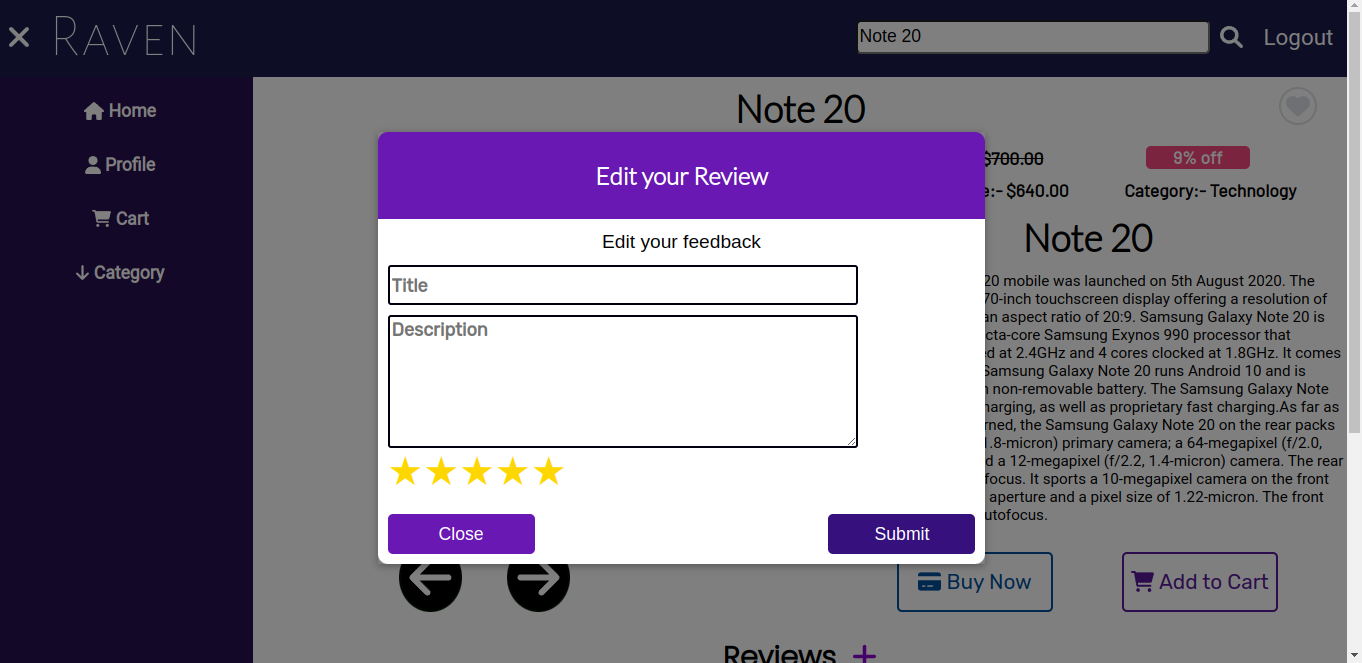 RAVEN
Note 20
Logout
Home
Profile
Cart
Category
Note 20
$700.00
9% off
e:- $640.00
Category:- Technology
Note 20
20 mobile was launched on 5th August 2020. The
70-inch touchscreen display offering a resolution of
an aspect ratio of 20:9. Samsung Galaxy Note 20 is
cta-core Samsung Exynos 990 processor that
ed at 2.4GHz and 4 cores clocked at 1.8GHz. It comes
Samsung Galaxy Note 20 runs Android 10 and is
n non-removable battery. The Samsung Galaxy Note
harging, as well as proprietary fast charging.As far as
rned, the Samsung Galaxy Note 20 on the rear packs
1.8-micron) primary camera; a 64-megapixel (f/2.0,
d a 12-megapixel (f/2.2, 1.4-micron) camera. The rear
focus. It sports a 10-megapixel camera on the front
aperture and a pixel size of 1.22-micron. The front
utofocus.
Edit your Review
Edit your feedback
Title
Description
Close
Submit
Buy Now
Add to Cart
Reviews